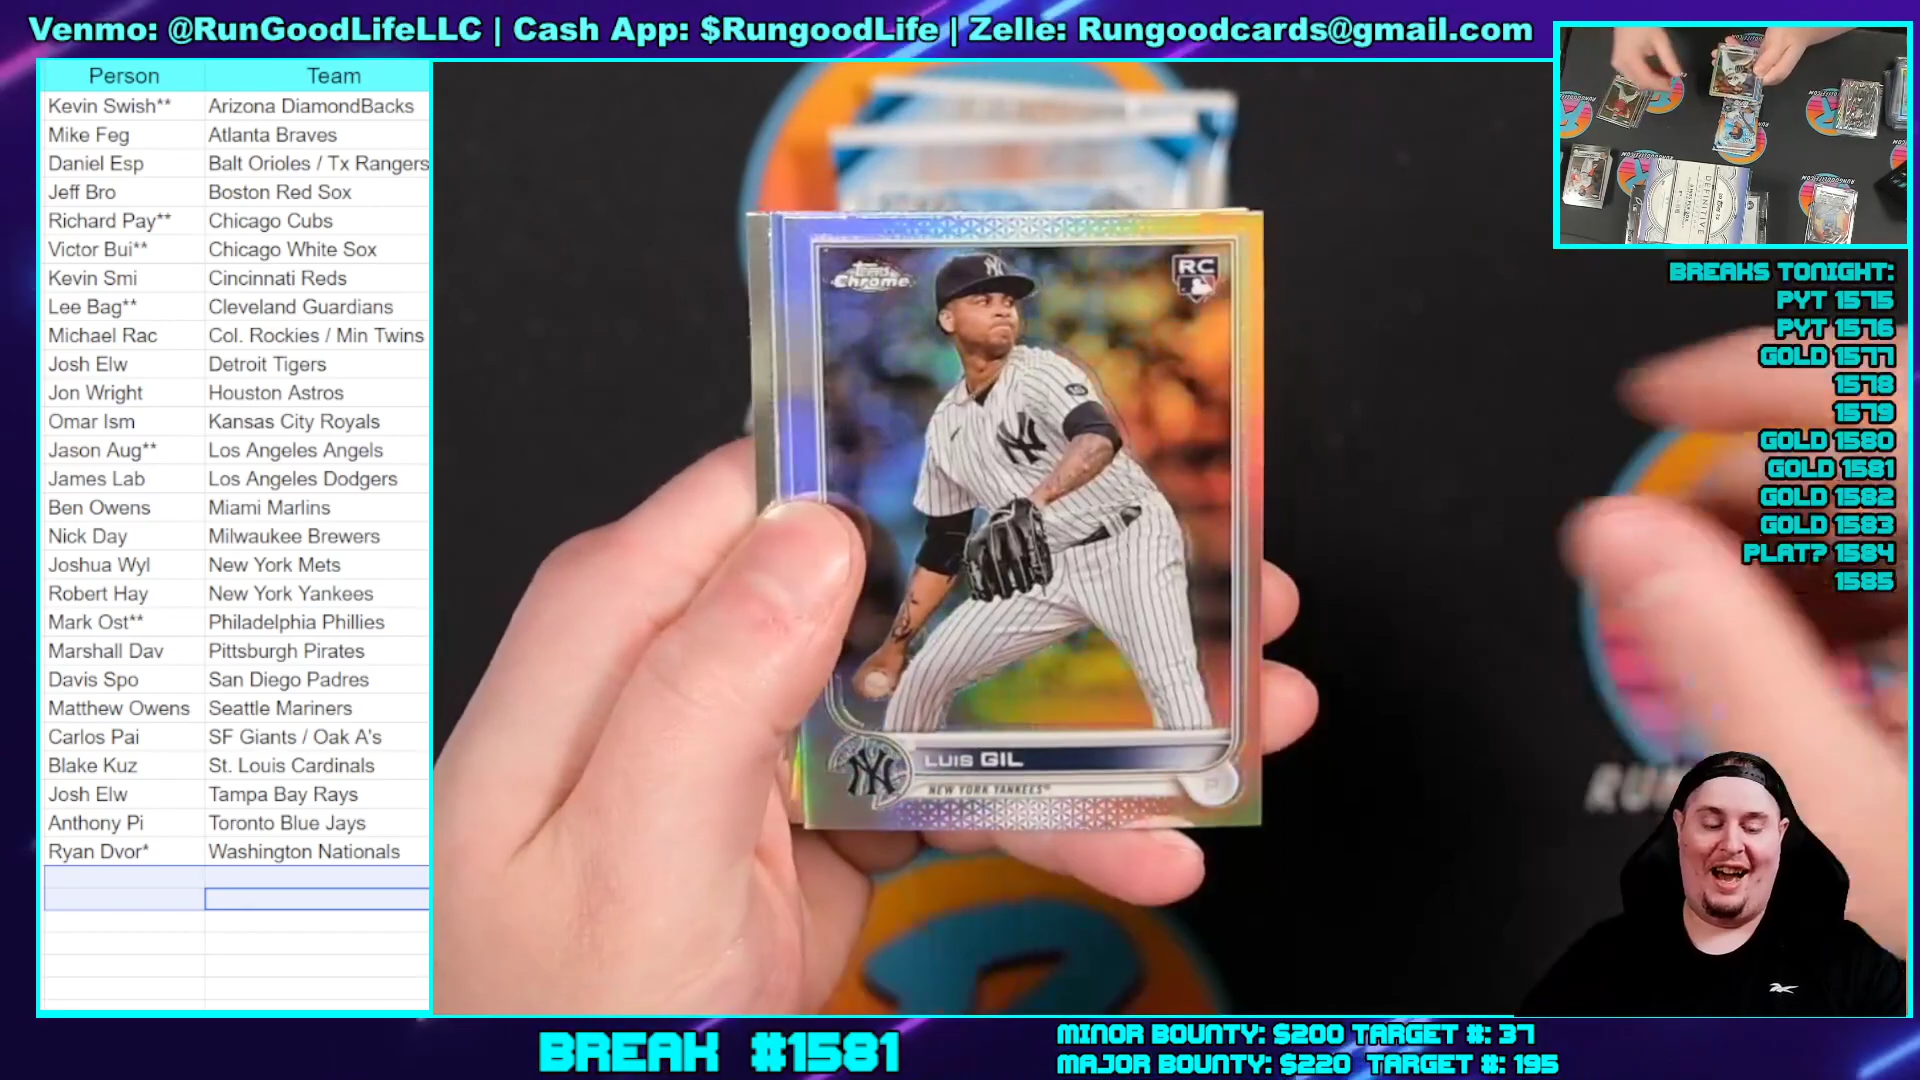 Venmo: @RunGoodLifeLLC | Cash App: $RungoodLife | Zelle: Rungoodcards@gmail.com
Person Team
Kevin Swish** Arizona DiamondBacks
Mike Feg Atlanta Braves
Daniel Esp Balt Orioles / Tx Rangers
Jeff Bro Boston Red Sox
Richard Pay** Chicago Cubs
Victor Bui** Chicago White Sox
Kevin Smi Cincinnati Reds
Lee Bag** Cleveland Guardians
Michael Rac Col. Rockies / Min Twins
Josh Elw Detroit Tigers
Jon Wright Houston Astros
Omar Ism Kansas City Royals
Jason Aug** Los Angeles Angels
James Lab Los Angeles Dodgers
Ben Owens Miami Marlins
Nick Day Milwaukee Brewers
Joshua Wyl New York Mets
Robert Hay New York Yankees
Mark Ost** Philadelphia Phillies
Marshall Dav Pittsburgh Pirates
Davis Spo San Diego Padres
Matthew Owens Seattle Mariners
Carlos Pai SF Giants / Oak A's
Blake Kuz St. Louis Cardinals
Josh Elw Tampa Bay Rays
Anthony Pi Toronto Blue Jays
Ryan Dvor* Washington Nationals
Topps
Chrome
RC
NY
LUIS GIL
NEW YORK YANKEES
DEFINITIVE
BREAKS TONIGHT:
PYT 1575
PYT 1576
GOLD 1577
1578
1579
GOLD 1580
GOLD 1581
GOLD 1582
GOLD 1583
PLAT? 1584
1585
BREAK #1581
MINOR BOUNTY: $200 TARGET #: 37
MAJOR BOUNTY: $220 TARGET #: 195